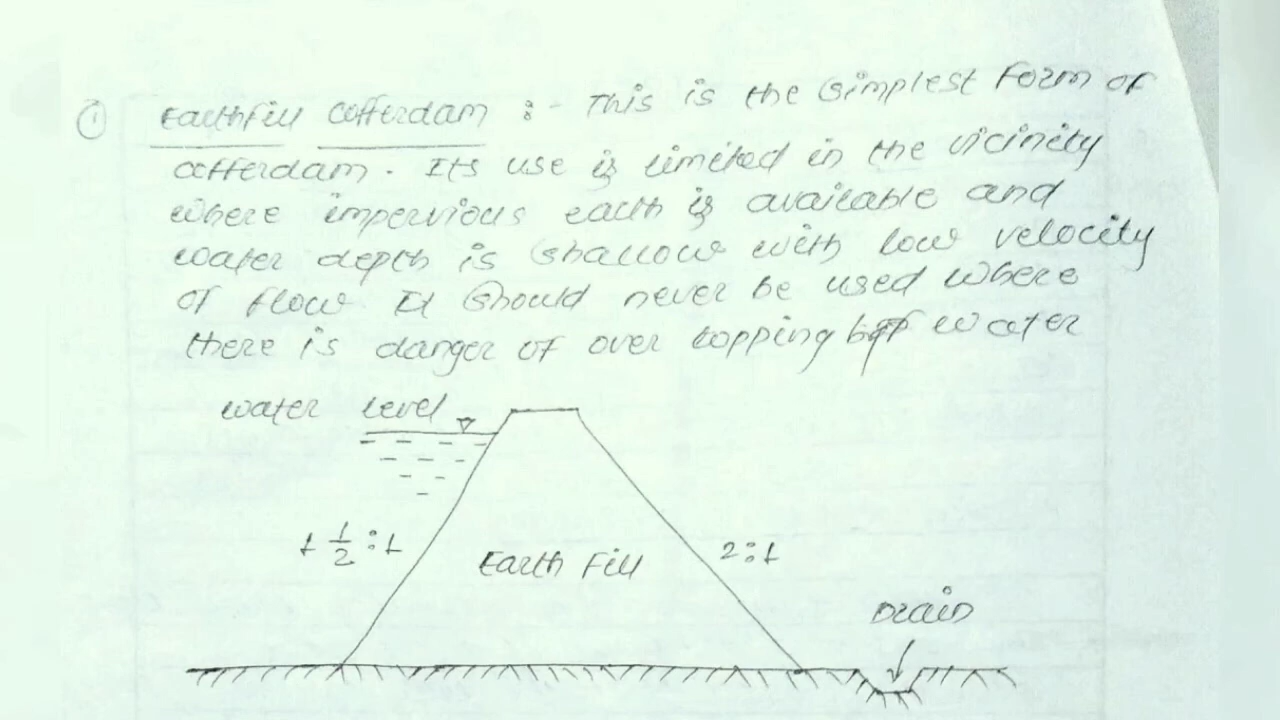 ① Earthfill cofferdam :- This is the simplest form of
cofferdam. Its use is limited in the vicinity
where impervious earth is available and
water depth is shallow with low velocity
of flow. It should never be used where
there is danger of over topping by water
water level
1 1/2 : 1
Earth Fill
2:1
Drain